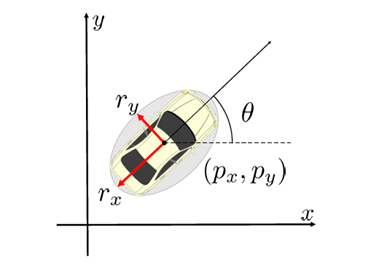 y
r_y
θ
(p_x, p_y)
r_x
x